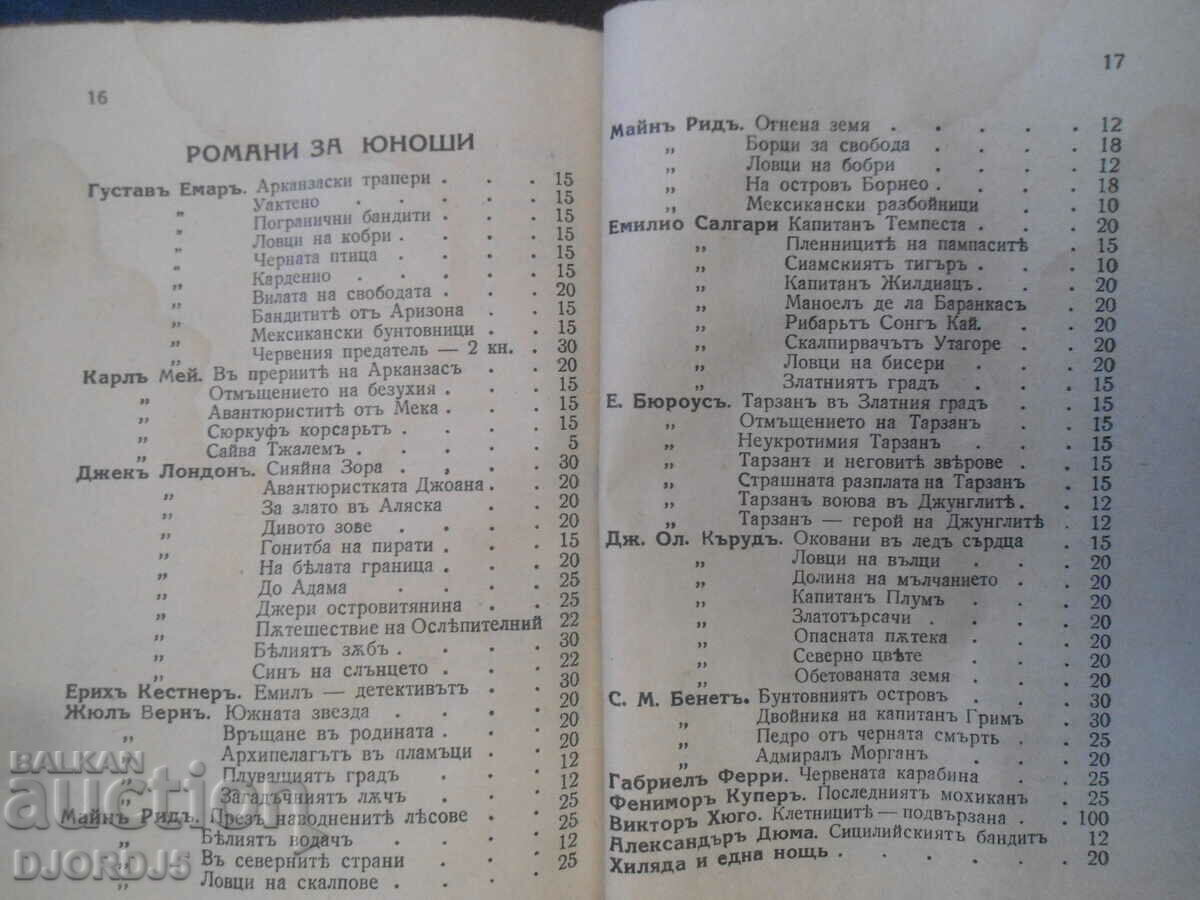 16
РОМАНИ ЗА ЮНОШИ
Густавъ Емаръ. Арканзаски трапери . . . 15
„ Уактено . . . . . 15
„ Погранични бандити . . . 15
„ Ловци на кобри . . . . 15
„ Черната птица . . . . 15
„ Карденио . . . . . 15
„ Вилата на свободата . . . 20
„ Бандититѣ отъ Аризона . . . 15
„ Мексикански бунтовници . . . 15
„ Червения предатель — 2 кн. . . 30
Карлъ Мей. Въ прериитѣ на Арканзасъ . . . 20
„ Отмъщението на безухия . . . 15
„ Авантюриститѣ отъ Мека . . . . 15
„ Сюркуфъ корсарьтъ . . . . 15
„ Сайва Тжалемъ . . . . . 5
Джекъ Лондонъ. Сияйна Зора . . . . 30
„ Авантюристката Джоана . . . 20
„ За злато въ Аляска . . . 20
„ Дивото зове . . . . 20
„ Гонитба на пирати . . . . 15
„ На бѣлата граница . . . . 20
„ До Адама . . . . . 25
„ Джери островитянина . . . 25
„ Пѫтешествие на Ослѣпителний 22
„ Бѣлиятъ зѫбъ . . . . 30
„ Синъ на слънцето . . . . 22
Ерихъ Кестнеръ. Емилъ — детективътъ . . . 30
Жюлъ Вернъ. Южната звезда . . . . 20
„ Връщане въ родината . . . 20
„ Архипелагътъ въ пламъци . . . 20
„ Плуващиятъ градъ . . . . 12
„ Загадъчниятъ лѫчъ . . . . 12
Майнъ Ридъ. Презъ наводненитѣ лѣсове . . . 25
„ Бѣлиятъ водачъ . . . . 25
„ Въ севернитѣ страни . . . . 12
„ Ловци на скалпове . . . . 25
17
Майнъ Ридъ. Огнена земя . . . . . 12
„ Борци за свобода . . . . 18
„ Ловци на бобри . . . . 12
„ На островъ Борнео . . . . 18
„ Мексикански разбойници . . 10
Емилио Салгари Капитанъ Темпеста . . . . 20
„ Пленницитѣ на пампаситѣ . . 15
„ Сиамскиятъ тигъръ . . . . 10
„ Капитанъ Жилдиацъ . . . . 20
„ Маноелъ де ла Баранкасъ . . 20
„ Рибарьтъ Сонгъ Кай. . . . 20
„ Скалпирвачътъ Утагоре . . . 20
„ Ловци на бисери . . . . 20
„ Златниятъ градъ . . . . 15
Е. Бюроусъ. Тарзанъ въ Златния градъ . . . 15
„ Отмъщението на Тарзанъ . . . 15
„ Неукротимия Тарзанъ . . . 15
„ Тарзанъ и неговитѣ звѣрове . . 15
„ Страшната разплата на Тарзанъ . . 15
„ Тарзанъ воюва въ Джунглитѣ . . . 12
„ Тарзанъ — герой на Джунглитѣ . . 12
Дж. Ол. Кърудъ. Оковани въ ледъ сърдца . . 15
„ Ловци на вълци . . . . 20
„ Долина на мълчанието . . . 20
„ Капитанъ Плумъ . . . . 20
„ Златотърсачи . . . . . 20
„ Опасната пѫтека . . . . 20
„ Северно цвѣте . . . . 20
„ Обетованата земя . . . . 20
С. М. Бенетъ. Бунтовниятъ островъ . . . 30
„ Двойника на капитанъ Гримъ . . 30
„ Педро отъ черната смърть . . . 25
„ Адмиралъ Морганъ . . . . 20
Габриелъ Фери. Червената карабина . . . 25
Фениморъ Куперъ. Последниятъ мохиканъ . . 25
Викторъ Хюго. Клетницитѣ — подвързана . . 100
Александъръ Дюма. Сицилийскиятъ бандитъ . 12
Хиляда и една нощь . . . . . . 20
BALKAN
auction
DJORDJ5